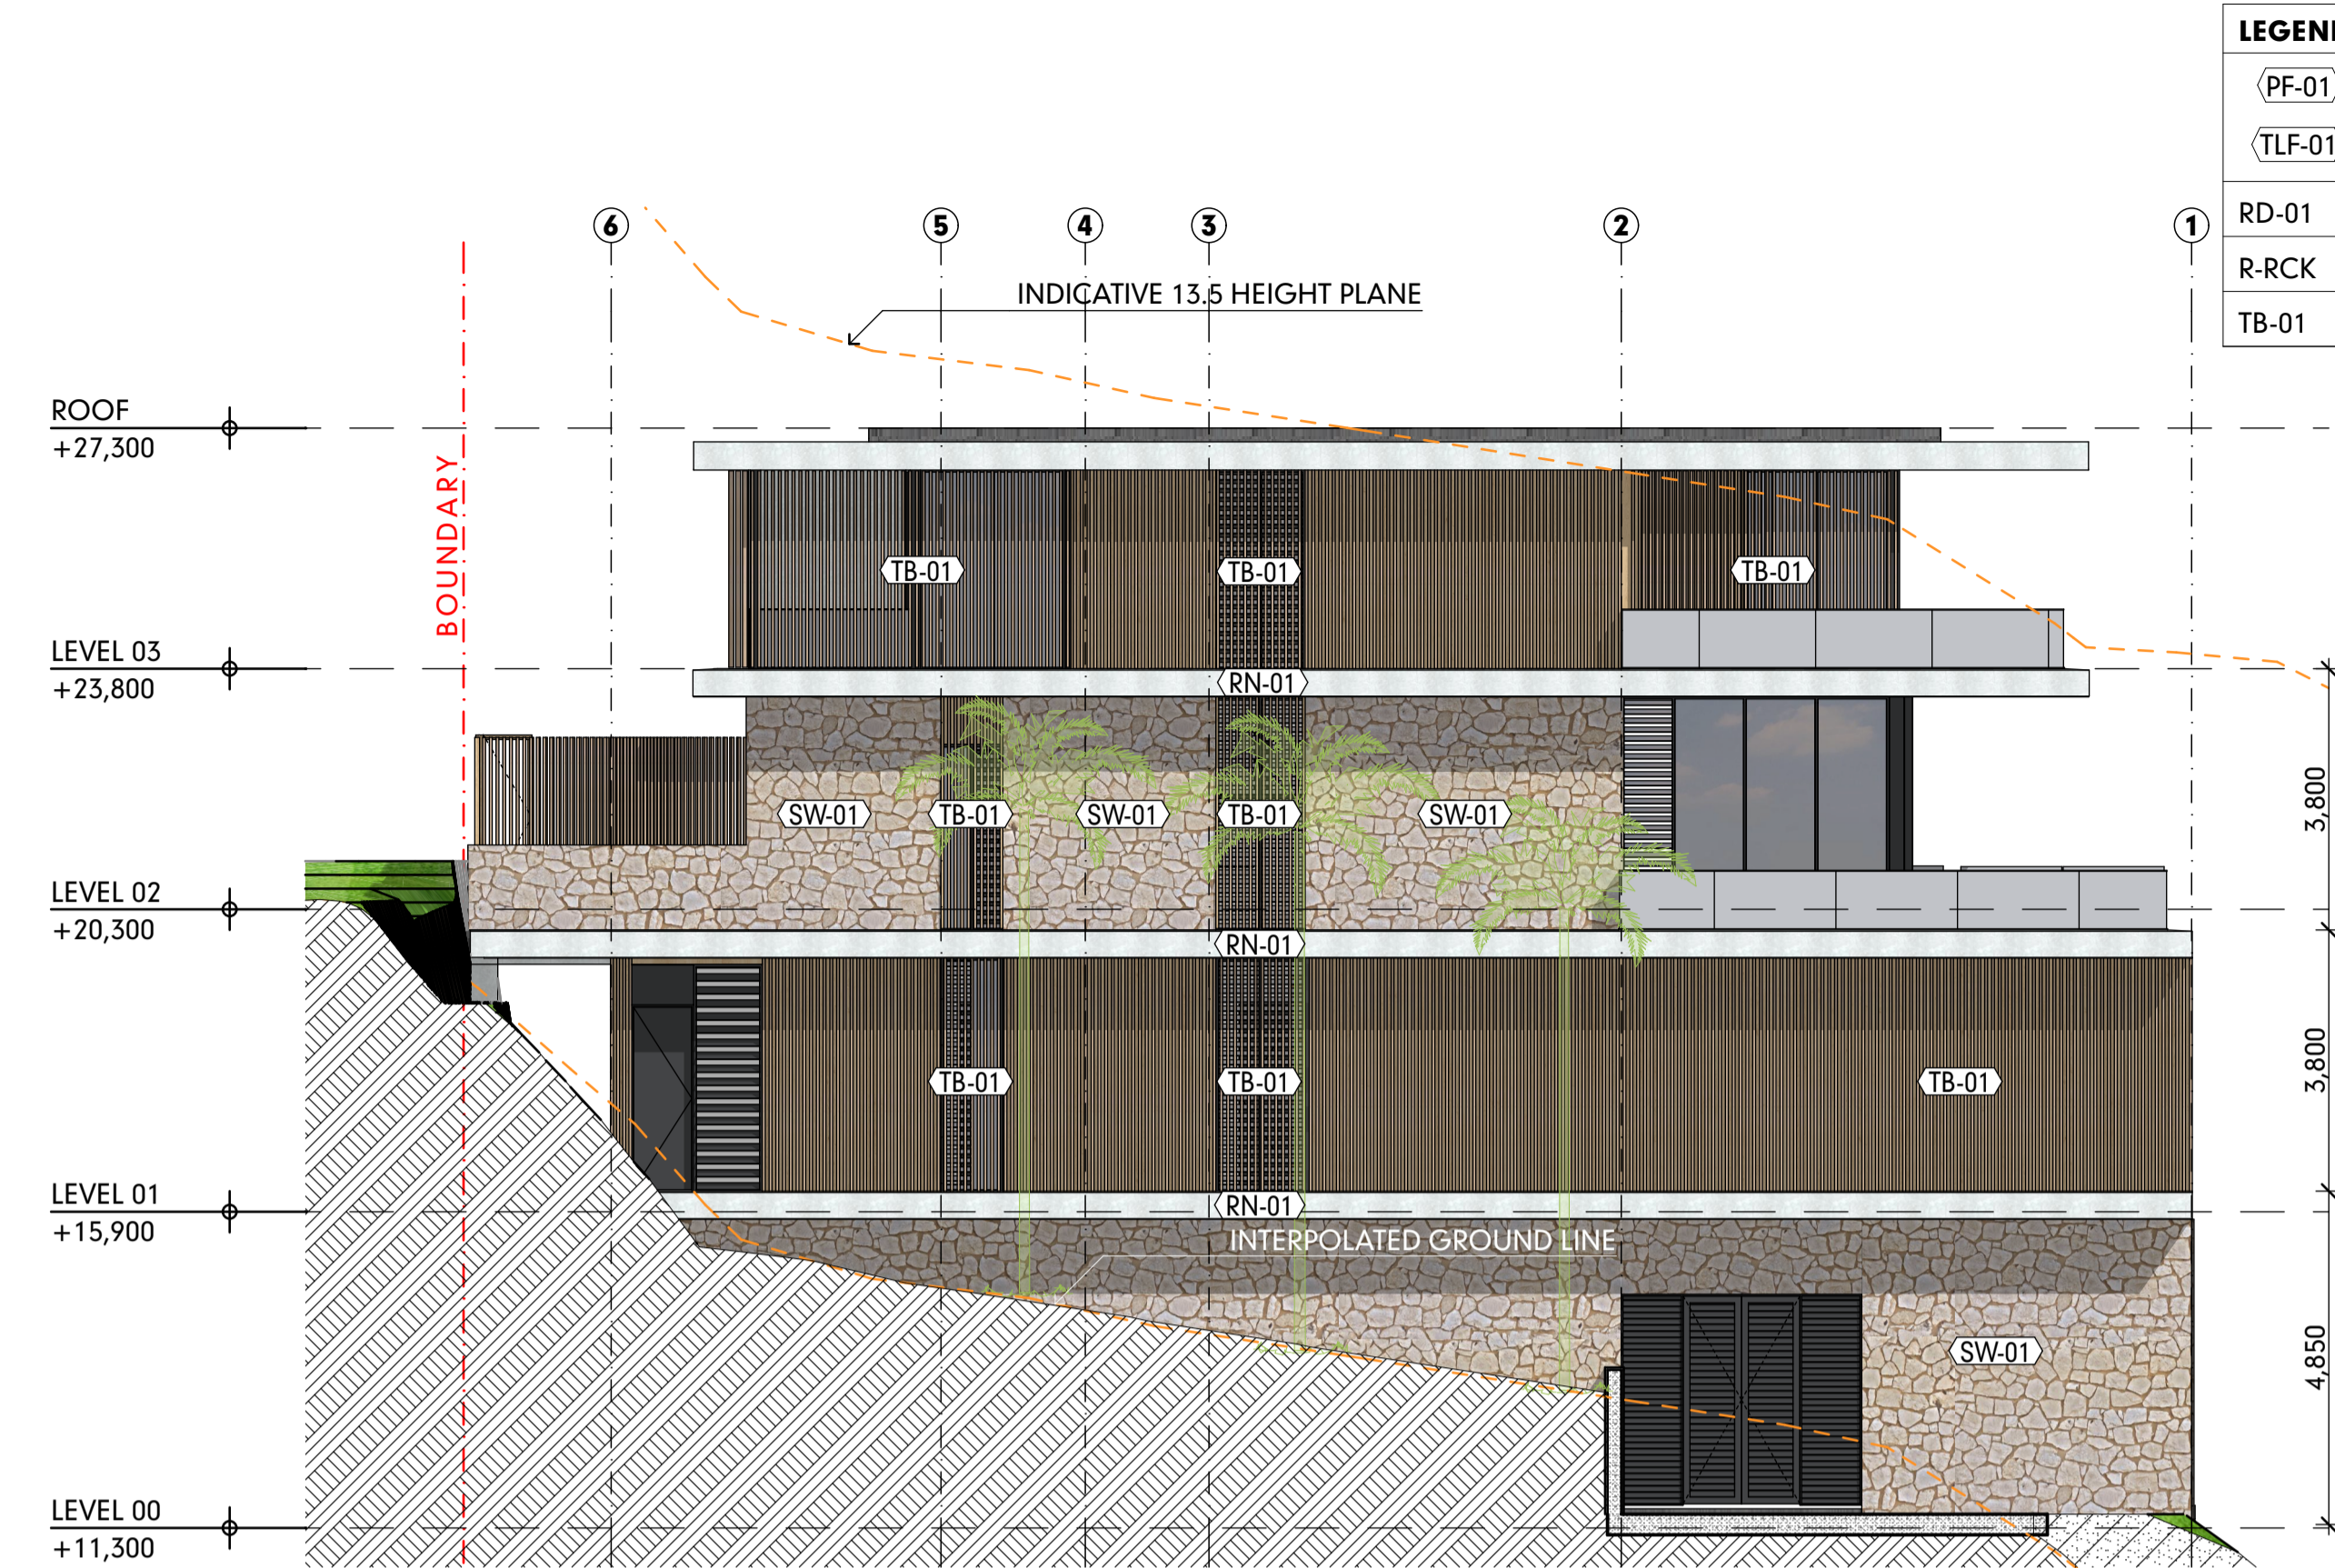 LEGEN
PF-01
TLF-01
RD-01
R-RCK
TB-01
6
5
4
3
2
1
INDICATIVE 13.5 HEIGHT PLANE
ROOF
+27,300
BOUNDARY
TB-01
TB-01
TB-01
LEVEL 03
+23,800
RN-01
SW-01
TB-01
SW-01
TB-01
SW-01
3,800
LEVEL 02
+20,300
RN-01
TB-01
TB-01
TB-01
3,800
LEVEL 01
+15,900
RN-01
INTERPOLATED GROUND LINE
SW-01
4,850
LEVEL 00
+11,300